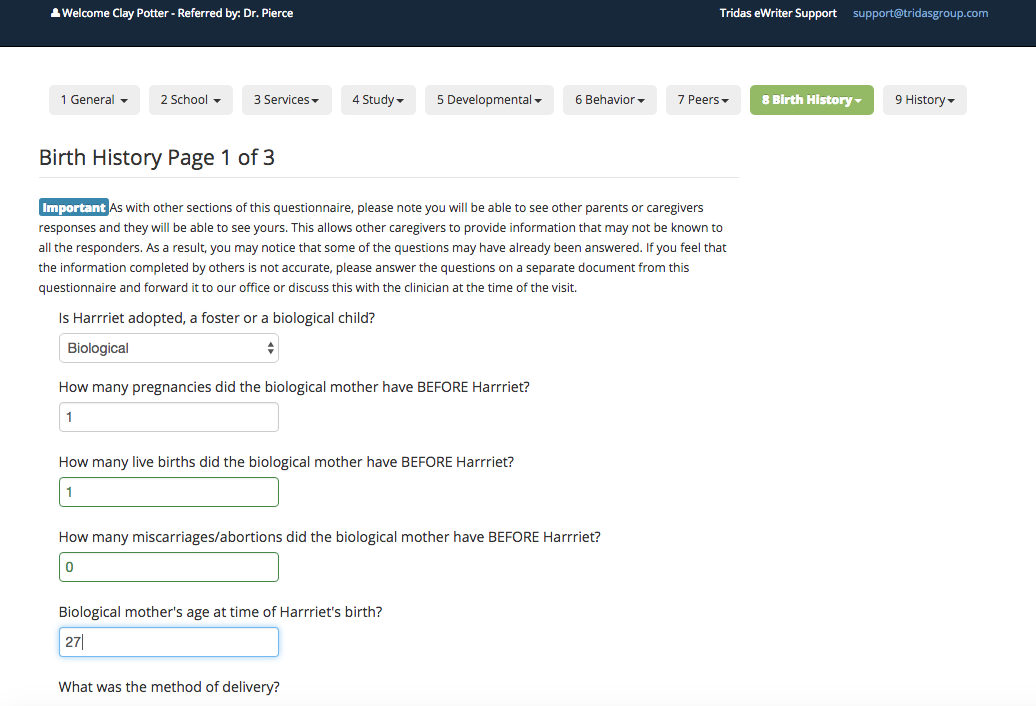 Welcome Clay Potter - Referred by: Dr. Pierce
Tridas eWriter Support support@tridasgroup.com
1 General 2 School 3 Services 4 Study 5 Developmental 6 Behavior 7 Peers 8 Birth History 9 History
Birth History Page 1 of 3
Important As with other sections of this questionnaire, please note you will be able to see other parents or caregivers
responses and they will be able to see yours. This allows other caregivers to provide information that may not be known to
all the responders. As a result, you may notice that some of the questions may have already been answered. If you feel that
the information completed by others is not accurate, please answer the questions on a separate document from this
questionnaire and forward it to our office or discuss this with the clinician at the time of the visit.
Is Harrriet adopted, a foster or a biological child?
Biological
How many pregnancies did the biological mother have BEFORE Harrriet?
1
How many live births did the biological mother have BEFORE Harrriet?
1
How many miscarriages/abortions did the biological mother have BEFORE Harrriet?
0
Biological mother's age at time of Harrriet's birth?
27
What was the method of delivery?